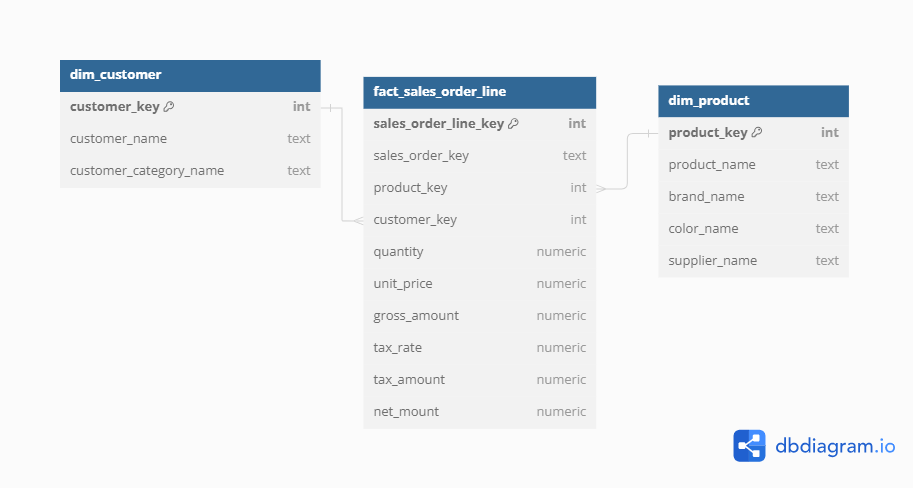 dim_customer
customer_key int
customer_name text
customer_category_name text
fact_sales_order_line
sales_order_line_key int
sales_order_key text
product_key int
customer_key int
quantity numeric
unit_price numeric
gross_amount numeric
tax_rate numeric
tax_amount numeric
net_mount numeric
dim_product
product_key int
product_name text
brand_name text
color_name text
supplier_name text
dbdiagram.io